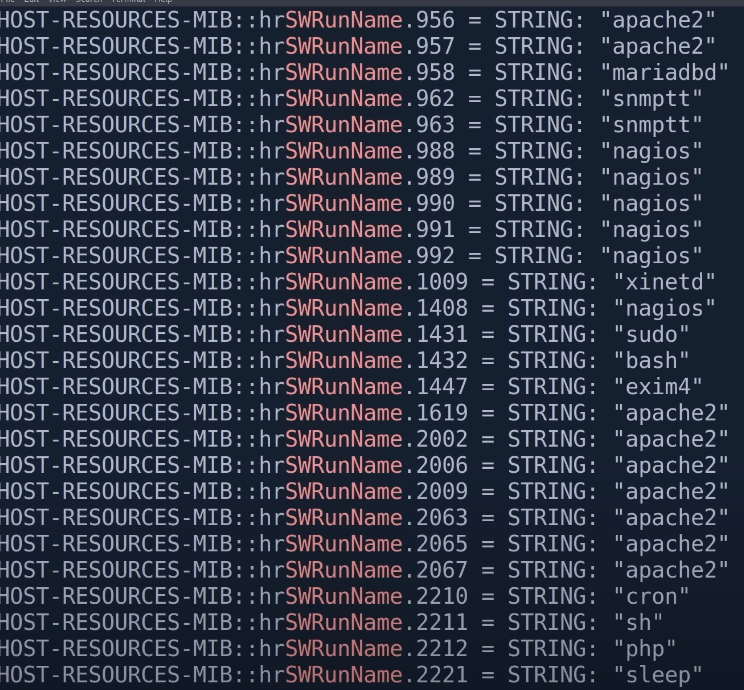 HOST-RESOURCES-MIB::hrSWRunName.956 = STRING: "apache2"
HOST-RESOURCES-MIB::hrSWRunName.957 = STRING: "apache2"
HOST-RESOURCES-MIB::hrSWRunName.958 = STRING: "mariadbd"
HOST-RESOURCES-MIB::hrSWRunName.962 = STRING: "snmptt"
HOST-RESOURCES-MIB::hrSWRunName.963 = STRING: "snmptt"
HOST-RESOURCES-MIB::hrSWRunName.988 = STRING: "nagios"
HOST-RESOURCES-MIB::hrSWRunName.989 = STRING: "nagios"
HOST-RESOURCES-MIB::hrSWRunName.990 = STRING: "nagios"
HOST-RESOURCES-MIB::hrSWRunName.991 = STRING: "nagios"
HOST-RESOURCES-MIB::hrSWRunName.992 = STRING: "nagios"
HOST-RESOURCES-MIB::hrSWRunName.1009 = STRING: "xinetd"
HOST-RESOURCES-MIB::hrSWRunName.1408 = STRING: "nagios"
HOST-RESOURCES-MIB::hrSWRunName.1431 = STRING: "sudo"
HOST-RESOURCES-MIB::hrSWRunName.1432 = STRING: "bash"
HOST-RESOURCES-MIB::hrSWRunName.1447 = STRING: "exim4"
HOST-RESOURCES-MIB::hrSWRunName.1619 = STRING: "apache2"
HOST-RESOURCES-MIB::hrSWRunName.2002 = STRING: "apache2"
HOST-RESOURCES-MIB::hrSWRunName.2006 = STRING: "apache2"
HOST-RESOURCES-MIB::hrSWRunName.2009 = STRING: "apache2"
HOST-RESOURCES-MIB::hrSWRunName.2063 = STRING: "apache2"
HOST-RESOURCES-MIB::hrSWRunName.2065 = STRING: "apache2"
HOST-RESOURCES-MIB::hrSWRunName.2067 = STRING: "apache2"
HOST-RESOURCES-MIB::hrSWRunName.2210 = STRING: "cron"
HOST-RESOURCES-MIB::hrSWRunName.2211 = STRING: "sh"
HOST-RESOURCES-MIB::hrSWRunName.2212 = STRING: "php"
HOST-RESOURCES-MIB::hrSWRunName.2221 = STRING: "sleep"